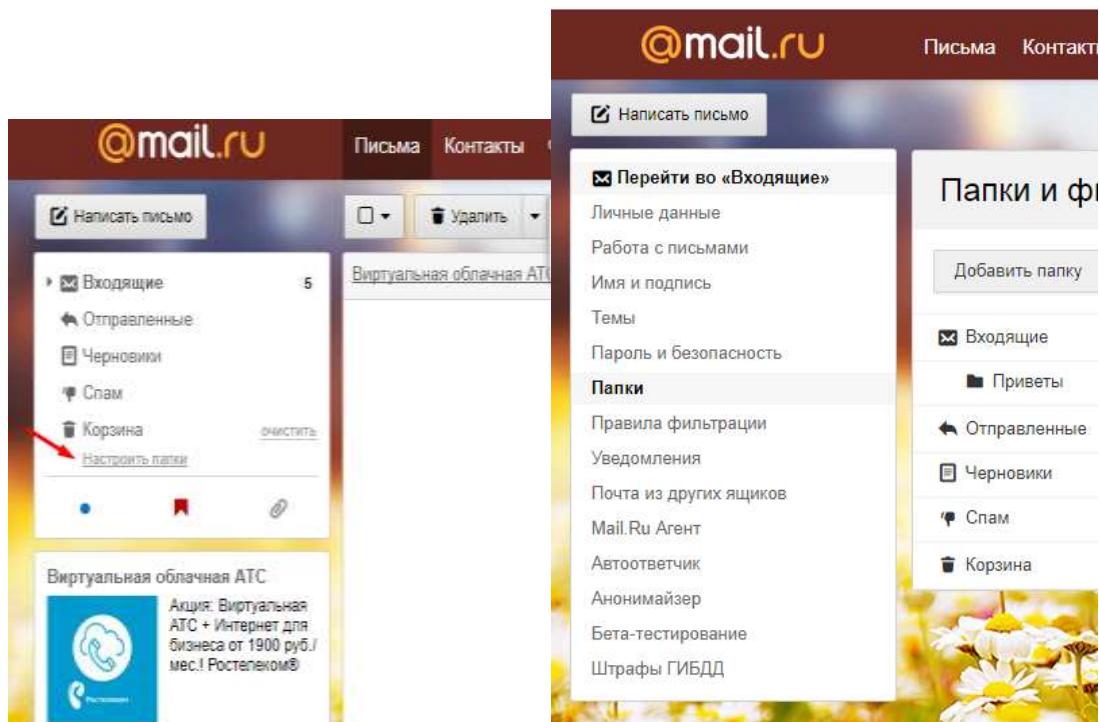 @mail.ru
Письма Контакты
Написать письмо
Удалить
Входящие 5
Виртуальная облачная АТС
Отправленные
Черновики
Спам
Корзина очистить
Настроить папки
Виртуальная облачная АТС
Акция: Виртуальная
АТС + Интернет для
бизнеса от 1900 руб./
мес.! Ростелеком®
Ростелеком
@mail.ru
Письма Контакт
Написать письмо
Перейти во «Входящие»
Личные данные
Работа с письмами
Имя и подпись
Темы
Пароль и безопасность
Папки
Правила фильтрации
Уведомления
Почта из других ящиков
Mail.Ru Агент
Автоответчик
Анонимайзер
Бета-тестирование
Штрафы ГИБДД
Папки и ф
Добавить папку
Входящие
Приветы
Отправленные
Черновики
Спам
Корзина